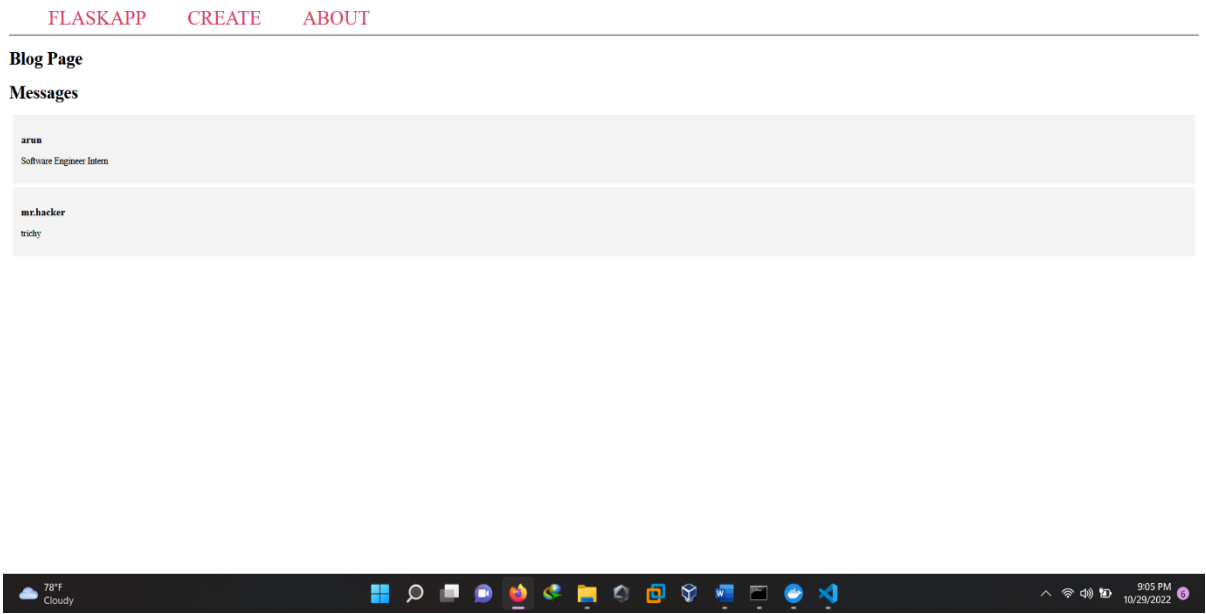 FLASKAPP CREATE ABOUT
Blog Page
Messages
arun
Software Engineer Intern
mr.hacker
trichy
78°F
Cloudy
9:05 PM
10/29/2022
6